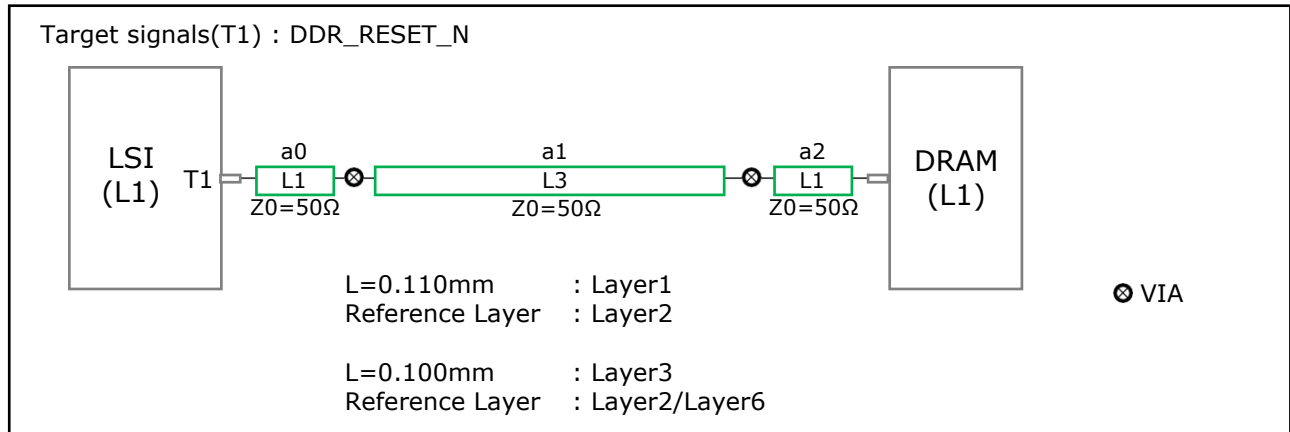 Target signals(T1) : DDR_RESET_N
LSI
(L1)
T1
a0
L1
Z0=50Ω
a1
L3
Z0=50Ω
a2
L1
Z0=50Ω
DRAM
(L1)
L=0.110mm : Layer1
Reference Layer : Layer2
L=0.100mm : Layer3
Reference Layer : Layer2/Layer6
VIA